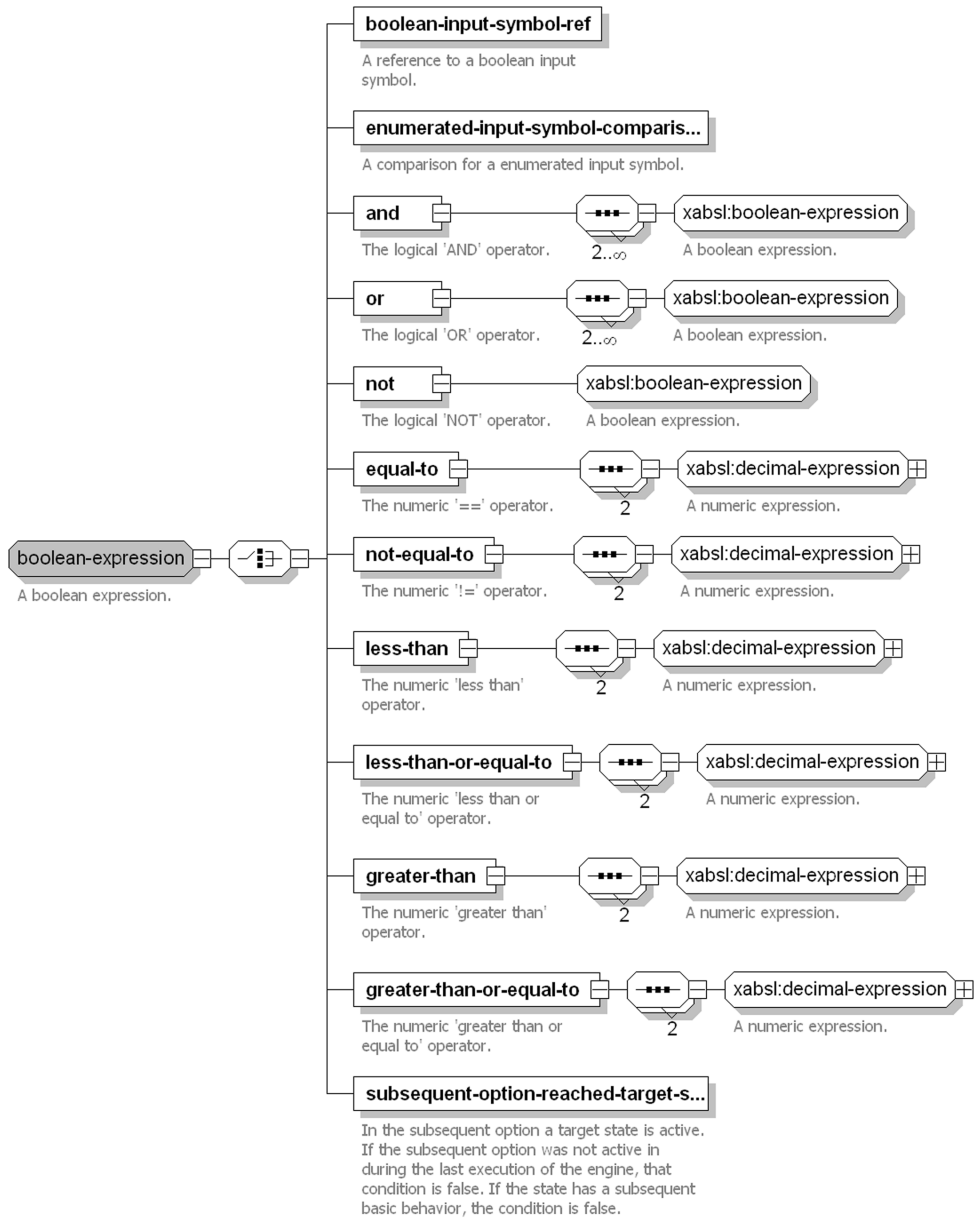 boolean-input-symbol-ref
A reference to a boolean input
symbol.
enumerated-input-symbol-comparis...
A comparison for a enumerated input symbol.
and
xabsl:boolean-expression
The logical 'AND' operator.
2..∞
A boolean expression.
or
xabsl:boolean-expression
The logical 'OR' operator.
2..∞
A boolean expression.
not
xabsl:boolean-expression
The logical 'NOT' operator.
A boolean expression.
equal-to
xabsl:decimal-expression
The numeric '==' operator.
2
A numeric expression.
boolean-expression
A boolean expression.
not-equal-to
xabsl:decimal-expression
The numeric '!=' operator.
2
A numeric expression.
less-than
xabsl:decimal-expression
The numeric 'less than'
operator.
2
A numeric expression.
less-than-or-equal-to
xabsl:decimal-expression
The numeric 'less than or
equal to' operator.
2
A numeric expression.
greater-than
xabsl:decimal-expression
The numeric 'greater than'
operator.
2
A numeric expression.
greater-than-or-equal-to
xabsl:decimal-expression
The numeric 'greater than or
equal to' operator.
2
A numeric expression.
subsequent-option-reached-target-s...
In the subsequent option a target state is active.
If the subsequent option was not active in
during the last execution of the engine, that
condition is false. If the state has a subsequent
basic behavior, the condition is false.